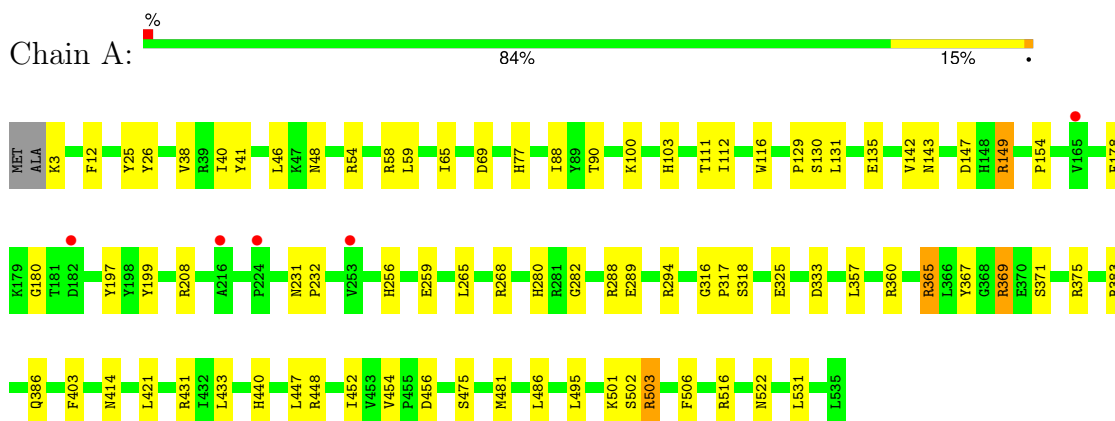 %
Chain A:
84% 15% •
MET ALA K3 F12 Y25 Y26 V38 R39 I40 Y41 L46 K47 N48 R54 R58 L59 I65 D69 H77 I88 Y89 T90 K100 H103 T111 I112 W116 P129 S130 L131 E135 V142 N143 D147 H148 R149 P154 V165
K179 G180 T181 D182 Y197 Y198 Y199 R208 A216 P224 N231 P232 V253 H256 E259 L265 R268 H280 R281 G282 R288 E289 R294 G316 P317 S318 E325 D333 L357 R360 R365 L366 Y367 G368 R369 E370 S371 R375
Q386 F403 N414 L421 R431 I432 L433 H440 L447 R448 I452 V453 V454 P455 D456 S475 M481 L486 L495 K501 S502 R503 F506 R516 N522 L531 L535